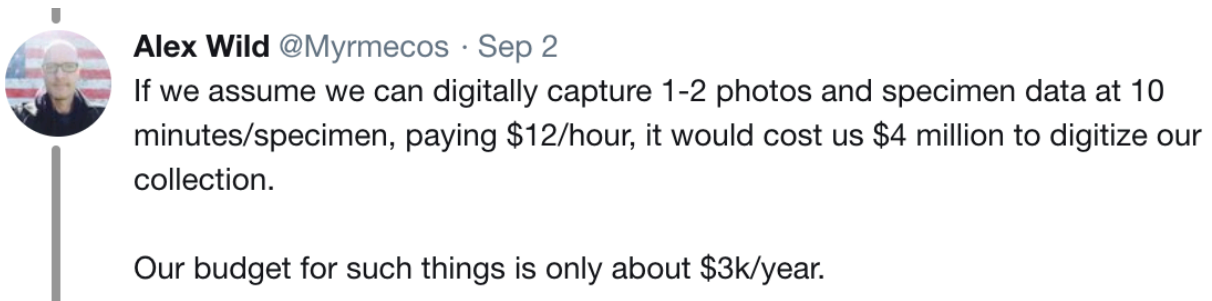 Alex Wild @Myrmecos · Sep 2
If we assume we can digitally capture 1-2 photos and specimen data at 10
minutes/specimen, paying $12/hour, it would cost us $4 million to digitize our
collection.
Our budget for such things is only about $3k/year.